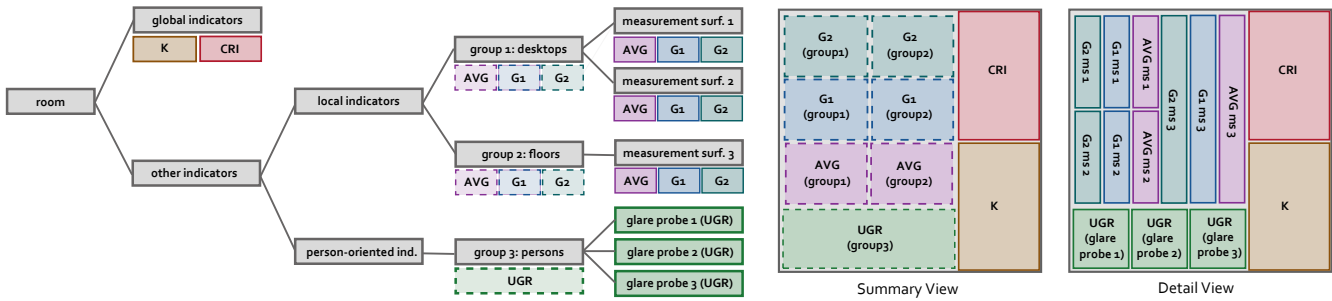 room
global indicators
K
CRI
other indicators
local indicators
person-oriented ind.
group 1: desktops
AVG
G1
G2
group 2: floors
AVG
G1
G2
group 3: persons
UGR
measurement surf. 1
AVG
G1
G2
measurement surf. 2
AVG
G1
G2
measurement surf. 3
AVG
G1
G2
glare probe 1 (UGR)
glare probe 2 (UGR)
glare probe 3 (UGR)
G2
(group1)
G2
(group2)
G1
(group1)
G1
(group2)
AVG
(group1)
AVG
(group2)
UGR
(group3)
CRI
K
Summary View
G2 ms 1
G1 ms 1
AVG ms 1
G2 ms 2
G1 ms 2
AVG ms 2
G2 ms 3
G1 ms 3
AVG ms 3
UGR
(glare
probe 1)
UGR
(glare
probe 2)
UGR
(glare
probe 3)
CRI
K
Detail View